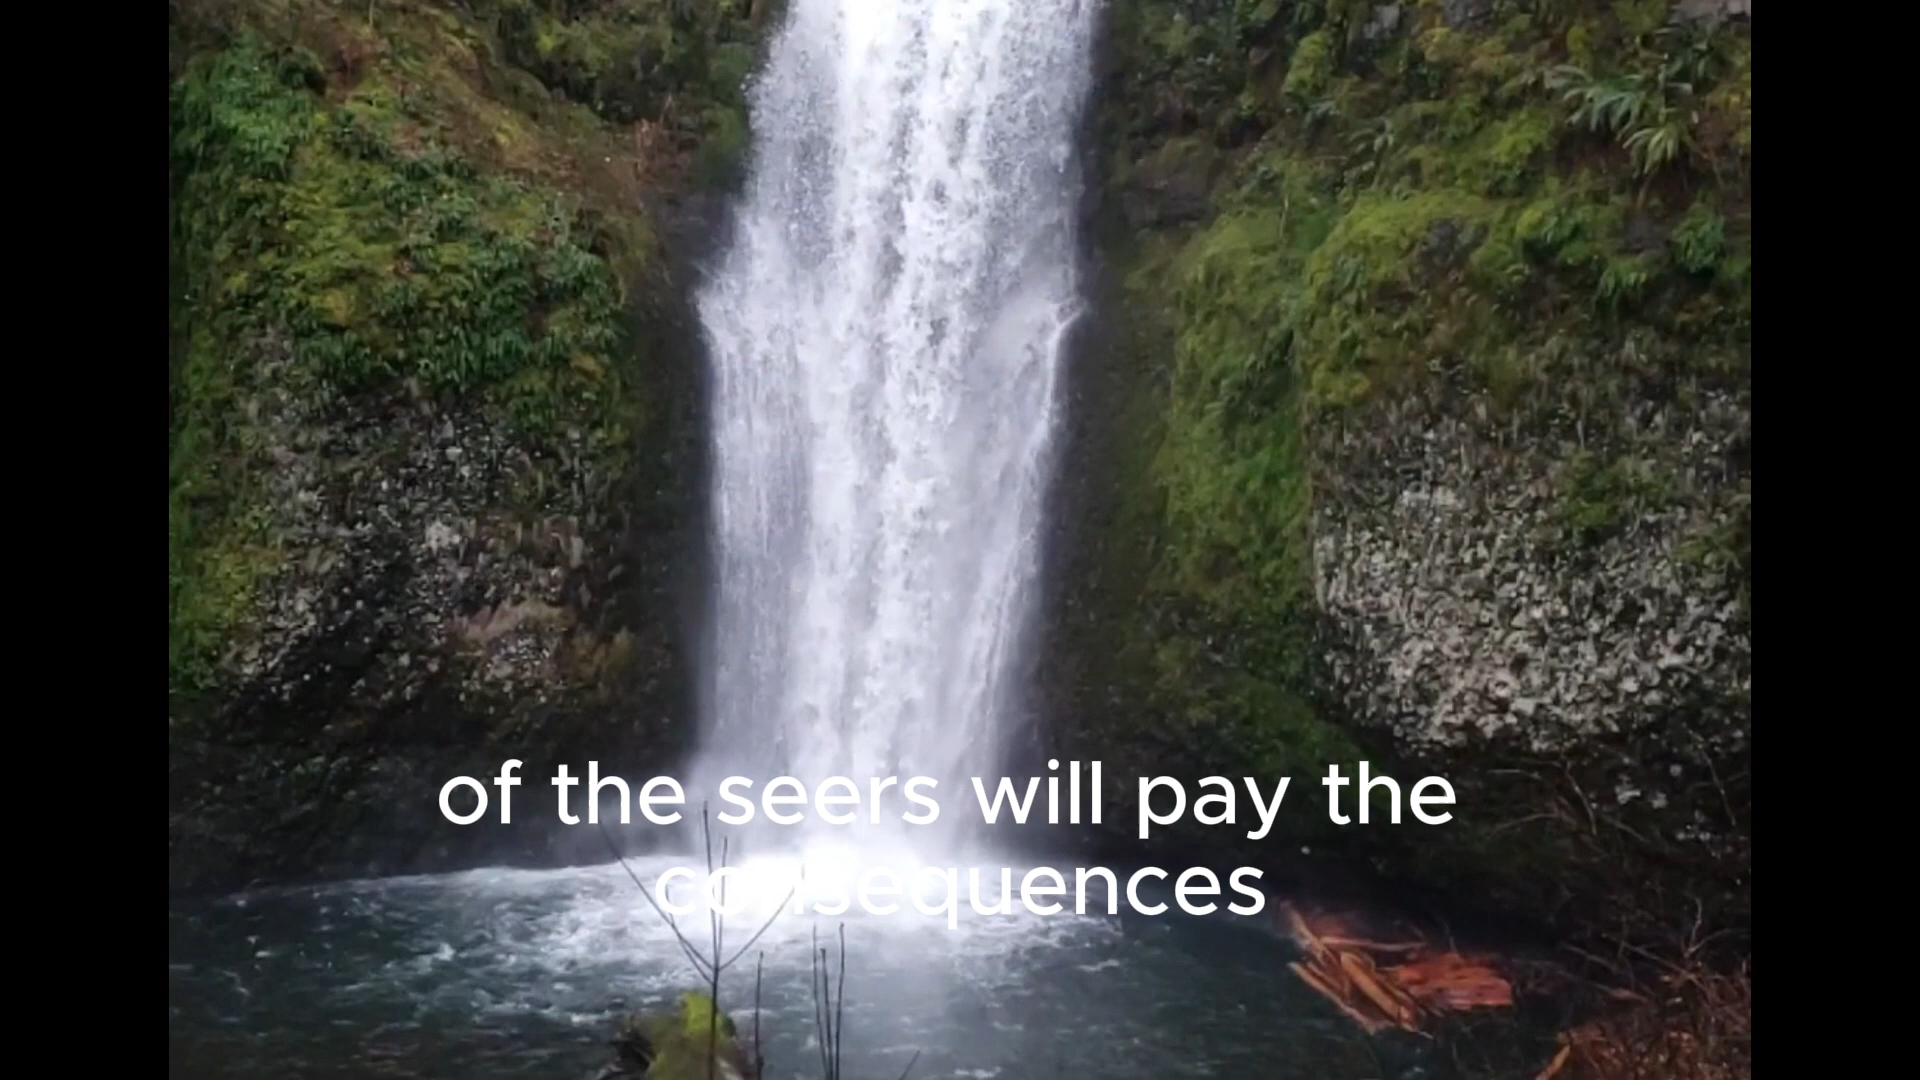 of the seers will pay the
consequences